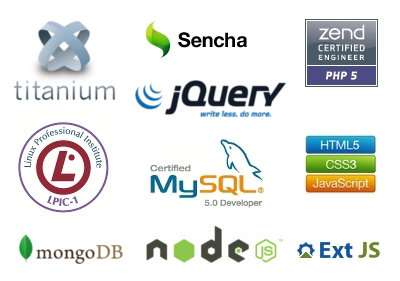 titanium
Sencha
jQuery
write less. do more.
zend
CERTIFIED
ENGINEER
PHP 5
Linux Professional Institute
LPIC-1
Certified
MySQL®
5.0 Developer
HTML5
CSS3
JavaScript
mongoDB
node
JS™
Ext JS